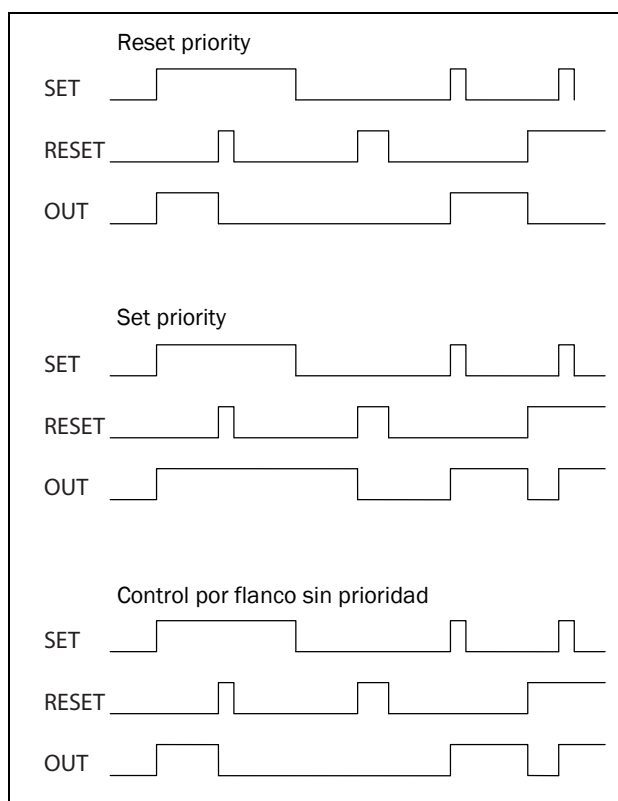 Reset priority
SET
RESET
OUT
Set priority
SET
RESET
OUT
Control por flanco sin prioridad
SET
RESET
OUT